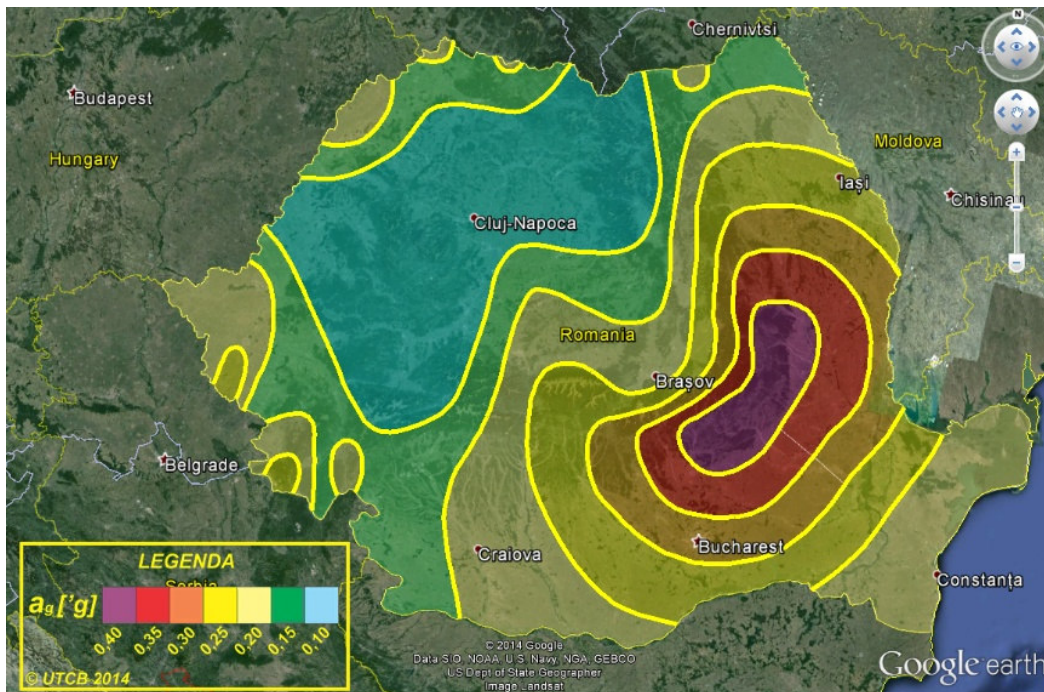 Chernivtsi
N
Budapest
Hungary
Moldova
Iași
Chisinau
Cluj-Napoca
Romania
Brașov
Belgrade
Craiova
Bucharest
Constanța
LEGENDA
Serbia
ag ['g]
0,40 0,35 0,30 0,25 0,20 0,15 0,10
© UTCB 2014
© 2014 Google
Data SIO, NOAA, U.S. Navy, NGA, GEBCO
US Dept of State Geographer
Image Landsat
Google earth